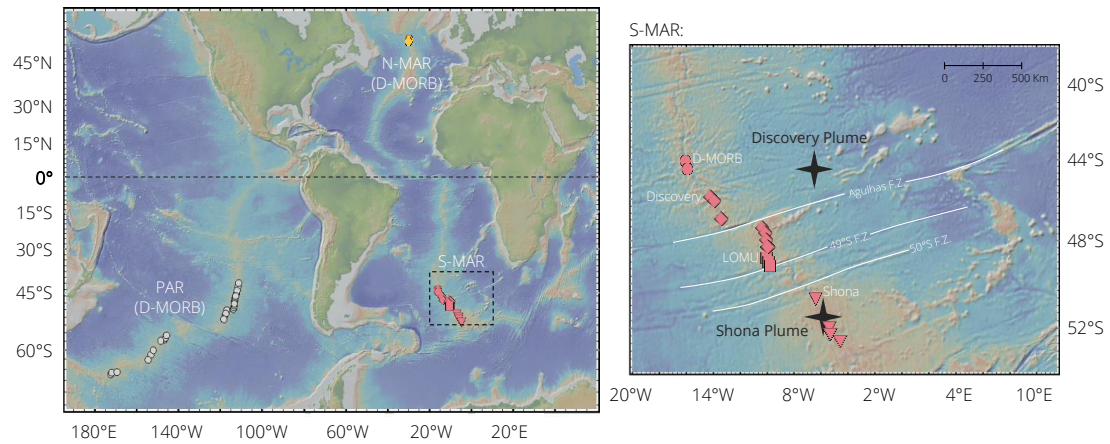 S-MAR:
45°N
30°N
15°N
0°
15°S
30°S
45°S
60°S
N-MAR
(D-MORB)
S-MAR
PAR
(D-MORB)
180°E
140°W
100°W
60°W
20°W
20°E
0 250 500 Km
Discovery Plume
D-MORB
Discovery
Agulhas F.Z.
LOMU
49°S F.Z.
50°S F.Z.
Shona
Shona Plume
40°S
44°S
48°S
52°S
20°W
14°W
8°W
2°W
4°E
10°E